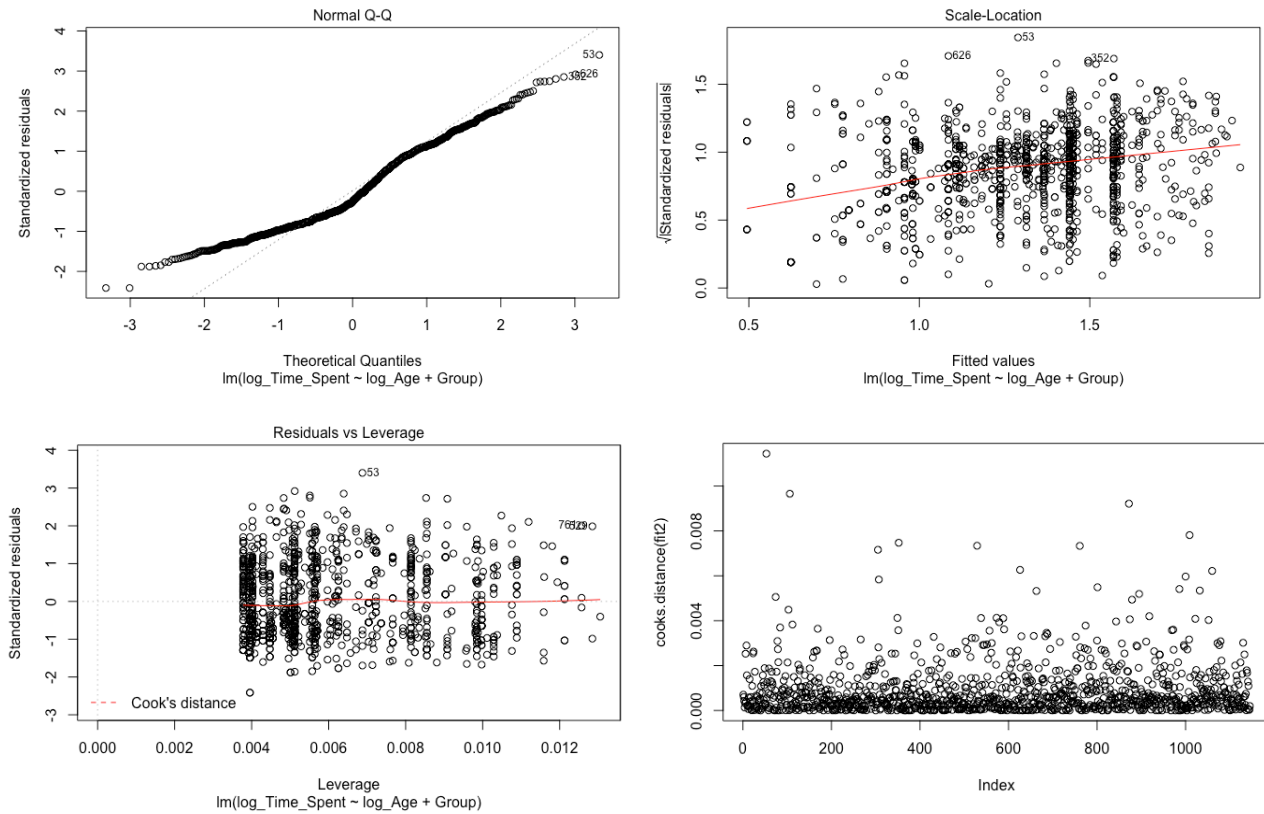 Normal Q-Q
Standardized residuals
-2 -1 0 1 2 3 4
53
382
626
-3 -2 -1 0 1 2 3
Theoretical Quantiles
lm(log_Time_Spent ~ log_Age + Group)
Scale-Location
√|Standardized residuals|
0.0 0.5 1.0 1.5
53
626
352
0.5 1.0 1.5
Fitted values
lm(log_Time_Spent ~ log_Age + Group)
Residuals vs Leverage
Standardized residuals
-3 -2 -1 0 1 2 3 4
53
Cook's distance
0.000 0.002 0.004 0.006 0.008 0.010 0.012
Leverage
lm(log_Time_Spent ~ log_Age + Group)
cooks.distance(fit2)
0.000 0.004 0.008
0 200 400 600 800 1000
Index